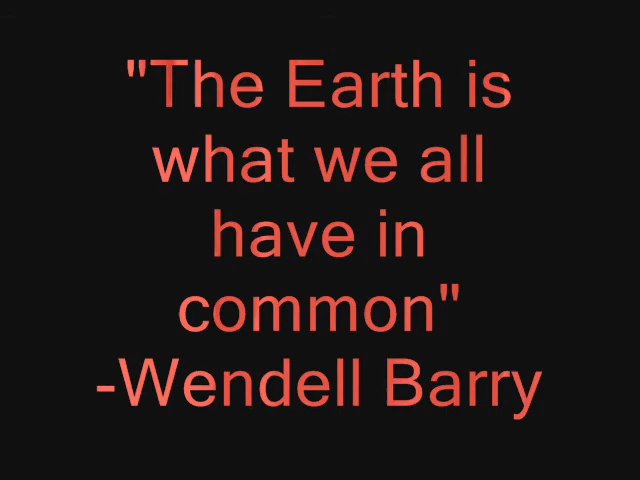 "The Earth is
what we all
have in
common"
-Wendell Barry